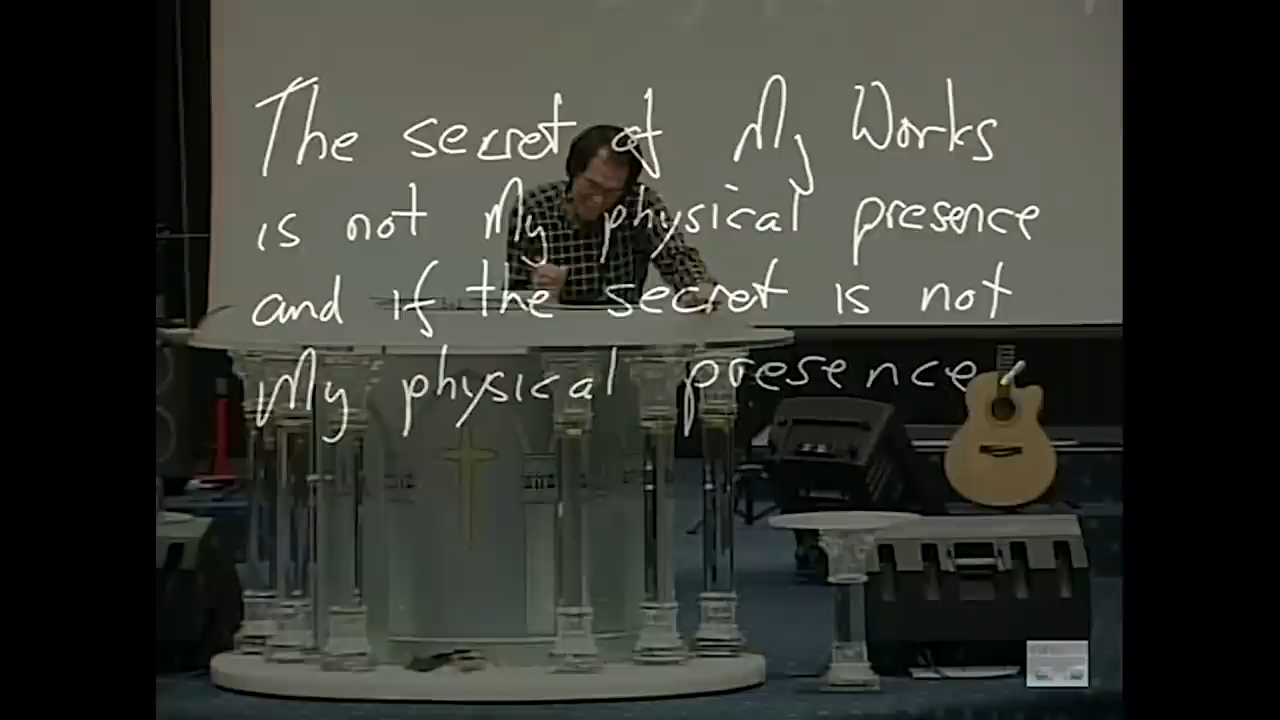 The secret of My Works
is not My physical presence
and if the secret is not
My physical presence,